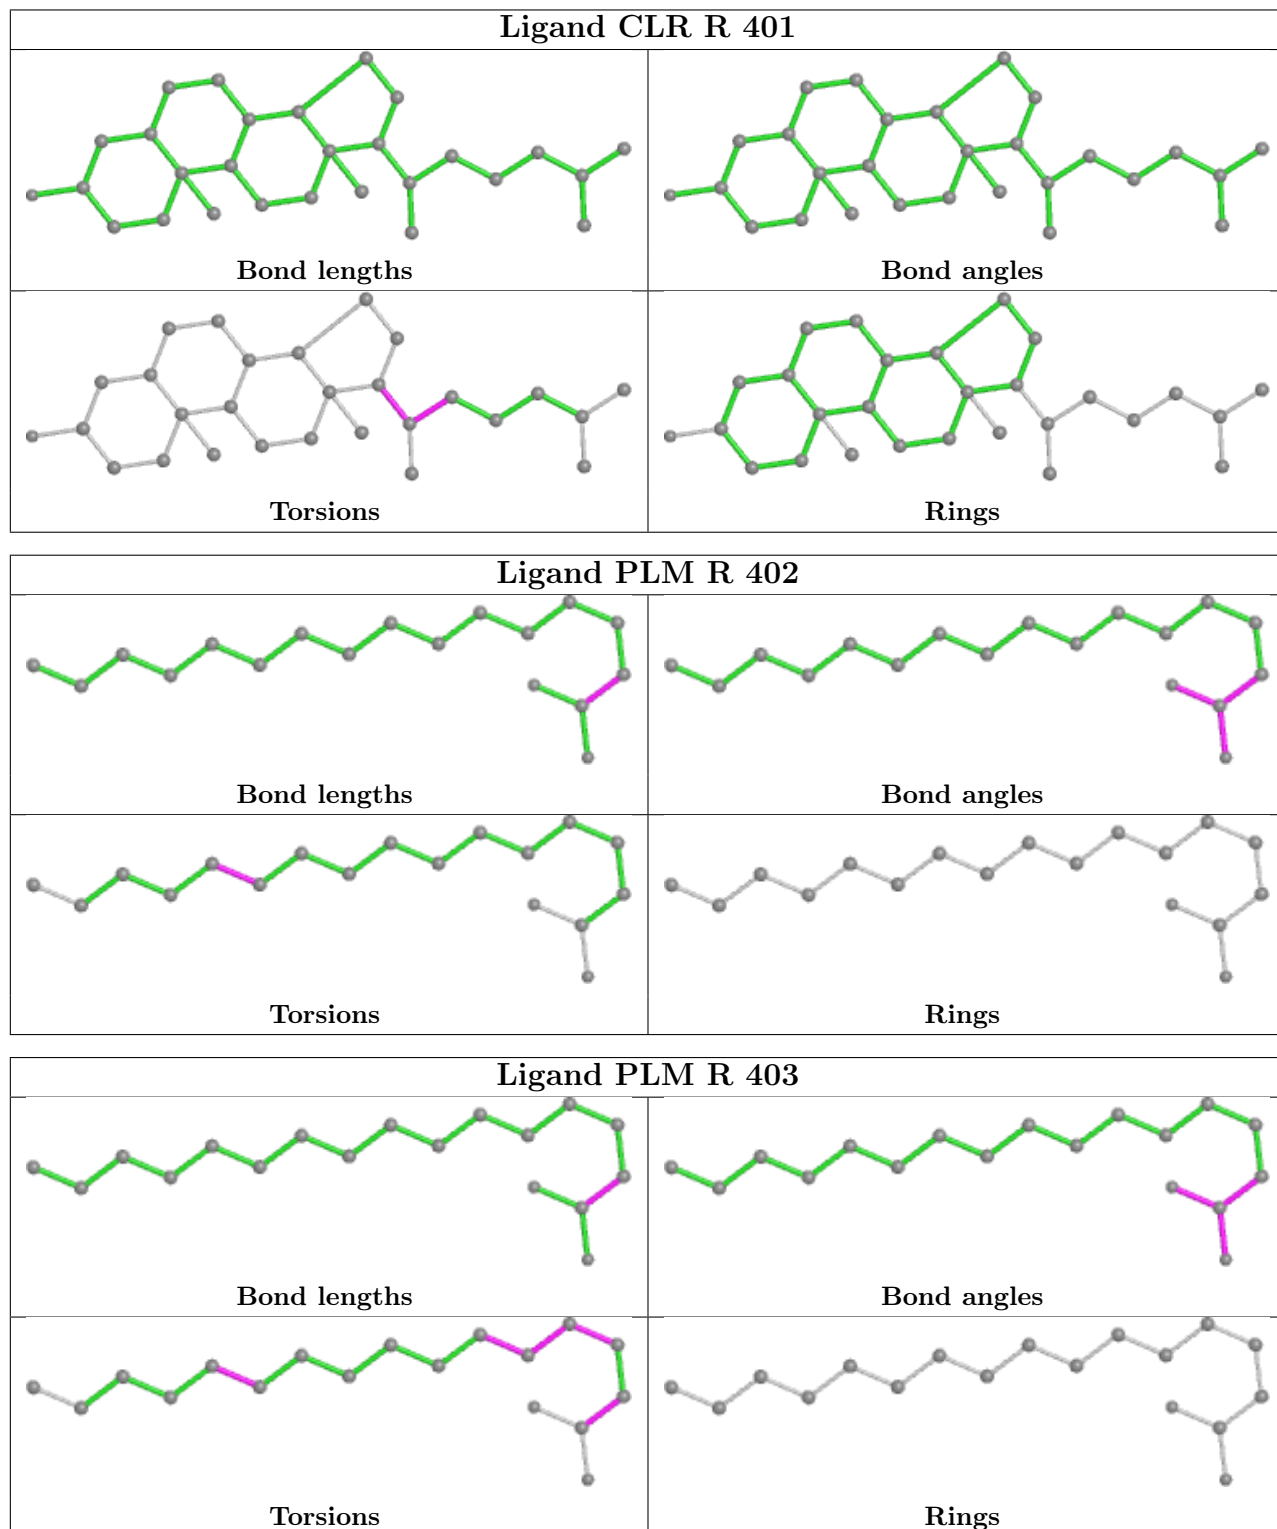 Ligand CLR R 401
Bond lengths
Bond angles
Torsions
Rings
Ligand PLM R 402
Bond lengths
Bond angles
Torsions
Rings
Ligand PLM R 403
Bond lengths
Bond angles
Torsions
Rings